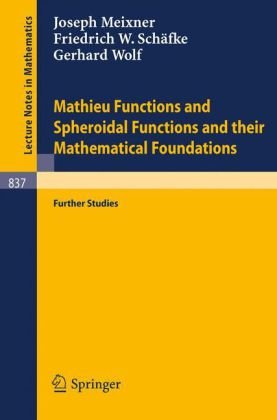 Joseph Meixner
Friedrich W. Schäfke
Gerhard Wolf
Lecture Notes in Mathematics
Mathieu Functions and
Spheroidal Functions and their
Mathematical Foundations
837
Further Studies
Springer